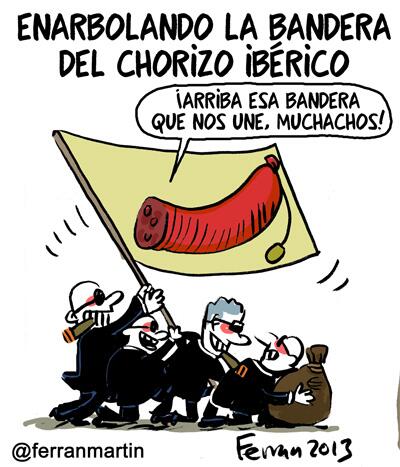 ENARBOLANDO LA BANDERA
DEL CHORIZO IBÉRICO
¡ARRIBA ESA BANDERA
QUE NOS UNE, MUCHACHOS!
@ferranmartin
Ferran 2013